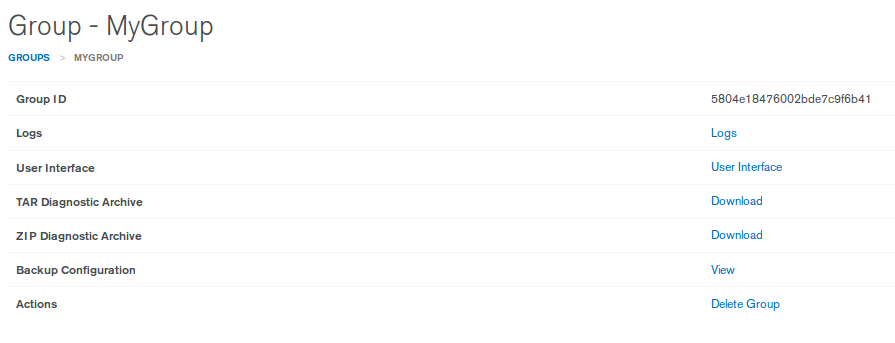 Group - MyGroup
GROUPS > MYGROUP
Group ID 5804e18476002bde7c9f6b41
Logs Logs
User Interface User Interface
TAR Diagnostic Archive Download
ZIP Diagnostic Archive Download
Backup Configuration View
Actions Delete Group